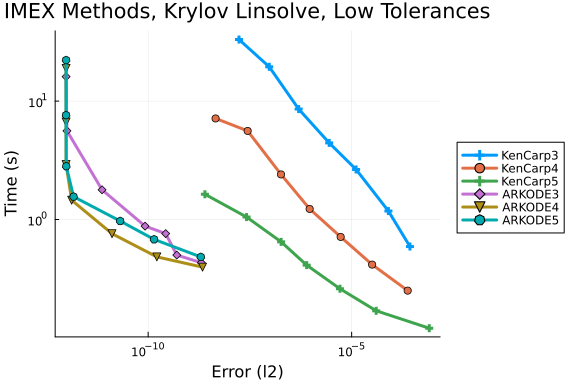 IMEX Methods, Krylov Linsolve, Low Tolerances
Time (s)
10¹
10⁰
10⁻¹⁰
10⁻⁵
Error (l2)
KenCarp3
KenCarp4
KenCarp5
ARKODE3
ARKODE4
ARKODE5